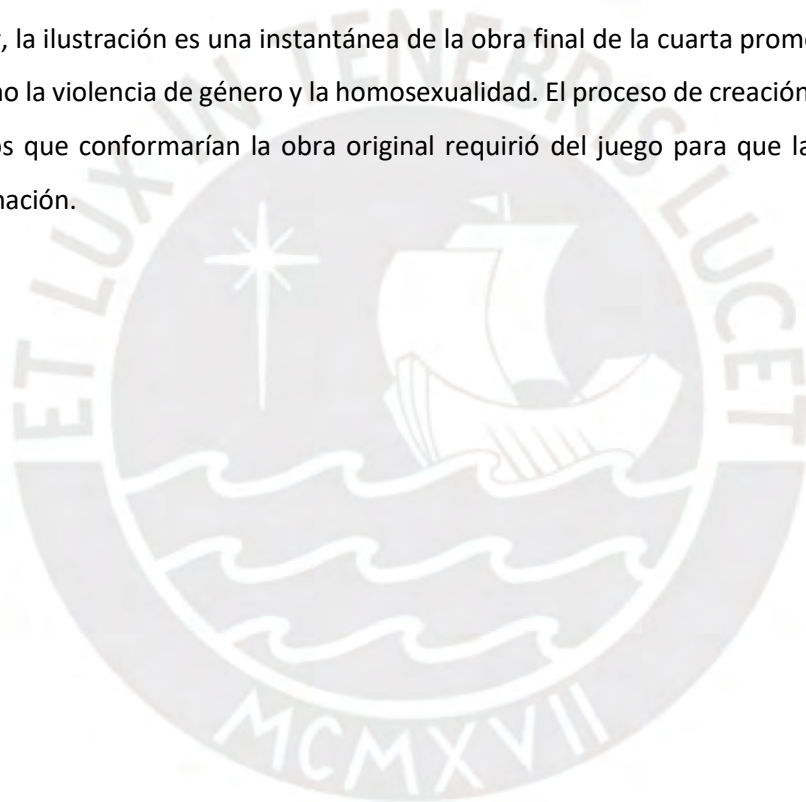 , la ilustración es una instantánea de la obra final de la cuarta
no la violencia de género y la homosexualidad. El proceso de creación
os que conformarían la obra original requirió del juego para que la
nación.
ET LUX IN TENEBRIS LUCET
MCMXVII